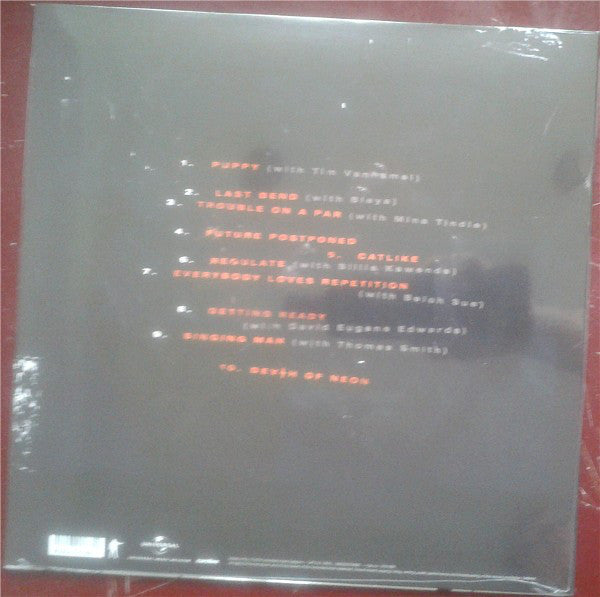 1. PUPPY (with Tim Vanhamel)
2. LAST BEND (with Blaya)
3. TROUBLE ON A PAR (with Mina Tindle)
4. FUTURE POSTPONED
5. CATLIKE
6. REGULATE (with Billie Kawende)
7. EVERYBODY LOVES REPETITION
(with Selah Sue)
8. GETTING READY
(with David Eugene Edwards)
9. SINGING MAN (with Thomas Smith)
10. DEATH OF NEON
UNIVERSAL